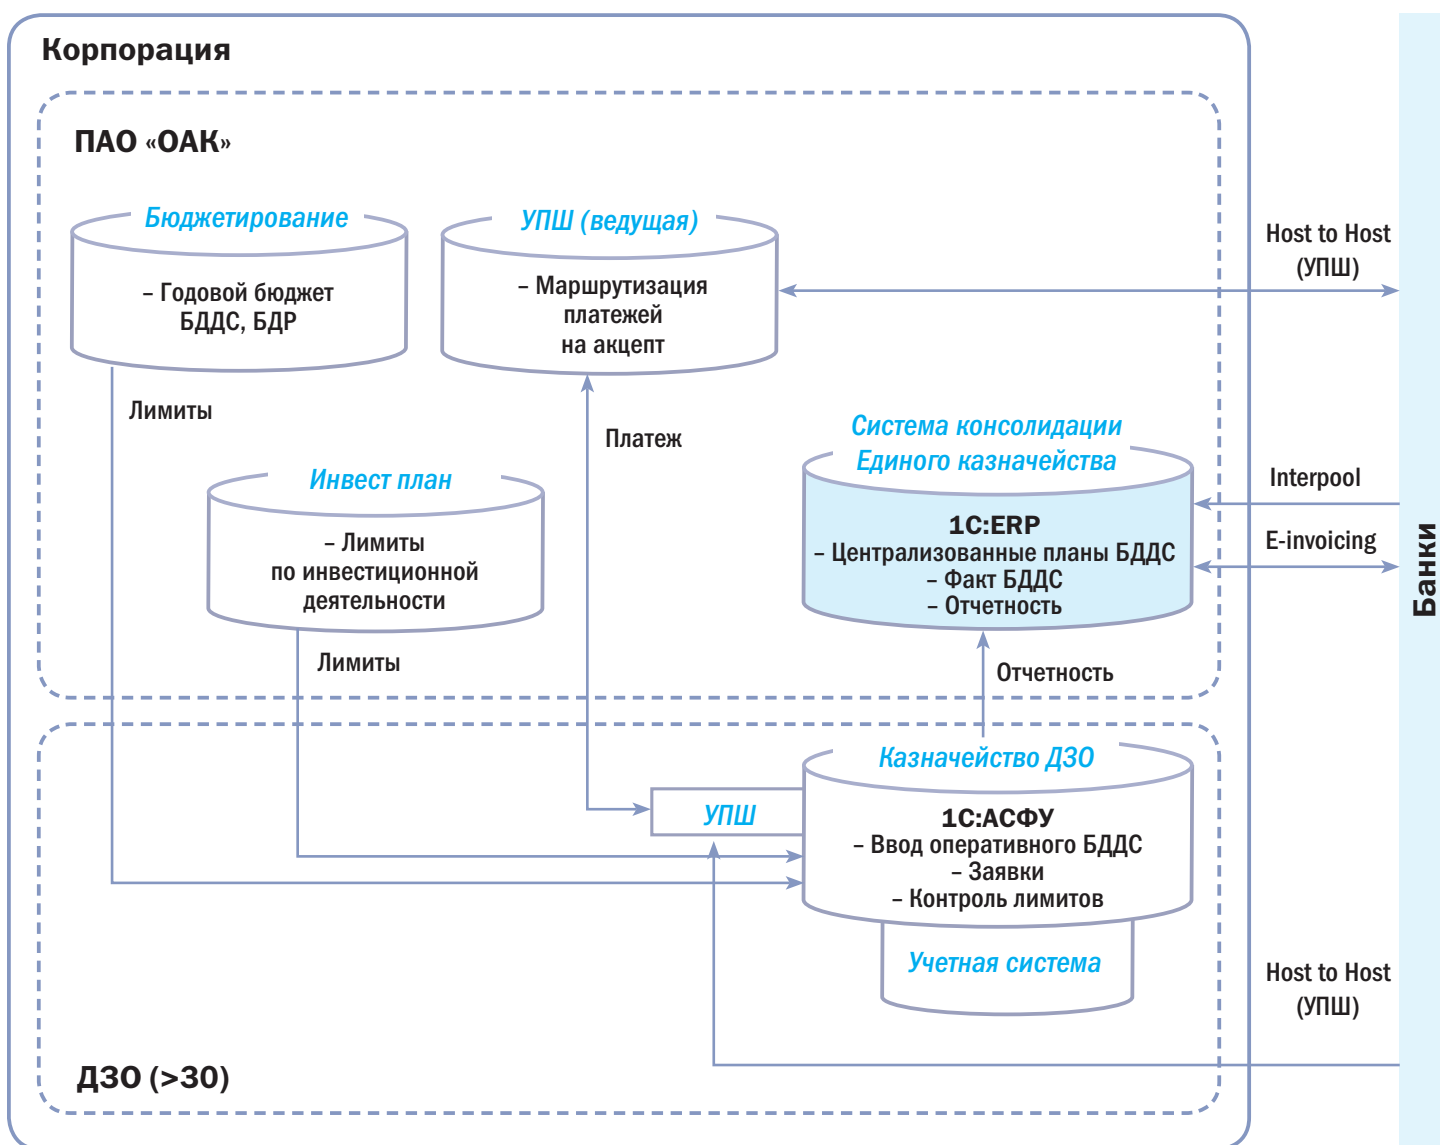 Корпорация
ПАО «ОАК»
Бюджетирование
– Годовой бюджет
БДДС, БДР
УПШ (ведущая)
– Маршрутизация
платежей
на акцепт
Host to Host
(УПШ)
Лимиты
Платеж
Инвест план
– Лимиты
по инвестиционной
деятельности
Лимиты
Система консолидации
Единого казначейства
1С:ERP
– Централизованные планы БДДС
– Факт БДДС
– Отчетность
Interpool
E-invoicing
Банки
Отчетность
Казначейство ДЗО
УПШ
1С:АСФУ
– Ввод оперативного БДДС
– Заявки
– Контроль лимитов
Учетная система
Host to Host
(УПШ)
ДЗО (>30)